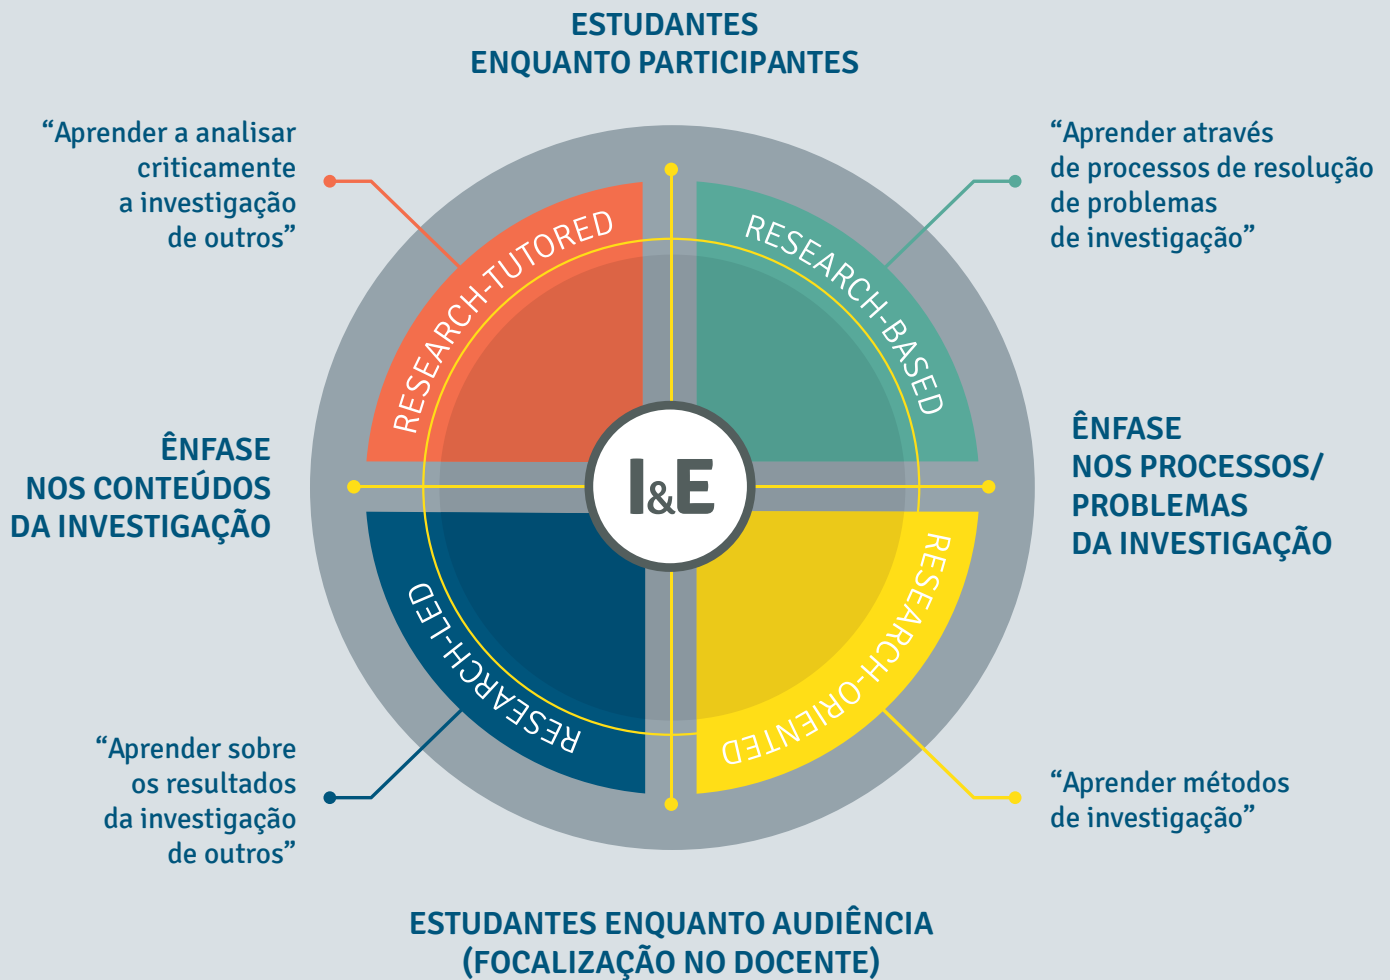 ESTUDANTES
ENQUANTO PARTICIPANTES
“Aprender a analisar
criticamente
a investigação
de outros”
“Aprender através
de processos de resolução
de problemas
de investigação”
RESEARCH-TUTORED
RESEARCH-BASED
ÊNFASE
NOS CONTEÚDOS
DA INVESTIGAÇÃO
I&E
ÊNFASE
NOS PROCESSOS/
PROBLEMAS
DA INVESTIGAÇÃO
RESEARCH-LED
RESEARCH-ORIENTED
“Aprender sobre
os resultados
da investigação
de outros”
“Aprender métodos
de investigação”
ESTUDANTES ENQUANTO AUDIÊNCIA
(FOCALIZAÇÃO NO DOCENTE)